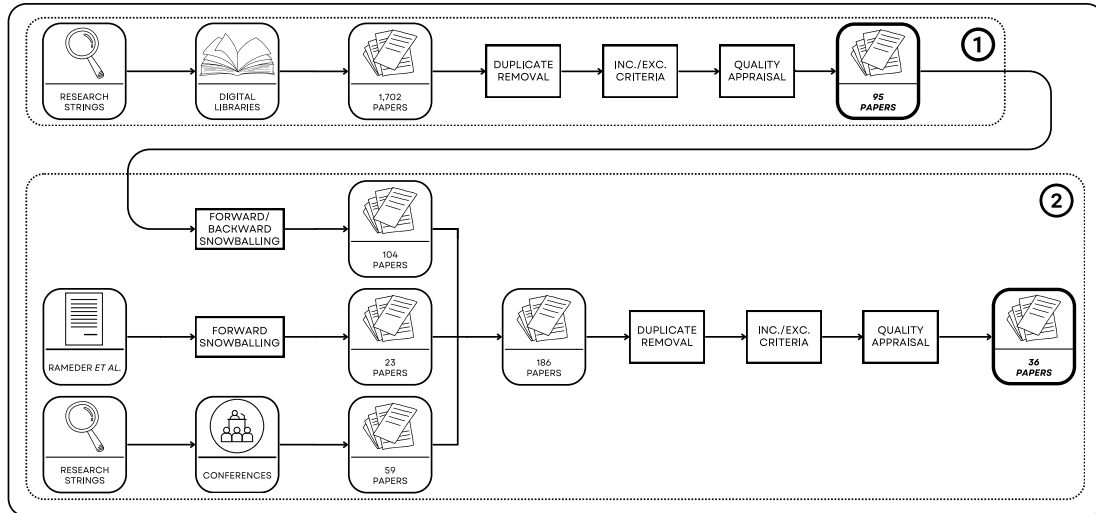 1
RESEARCH
STRINGS
DIGITAL
LIBRARIES
1,702
PAPERS
DUPLICATE
REMOVAL
INC./EXC.
CRITERIA
QUALITY
APPRAISAL
95
PAPERS
2
FORWARD/
BACKWARD
SNOWBALLING
104
PAPERS
RAMEDER ET AL.
FORWARD
SNOWBALLING
23
PAPERS
186
PAPERS
DUPLICATE
REMOVAL
INC./EXC.
CRITERIA
QUALITY
APPRAISAL
36
PAPERS
RESEARCH
STRINGS
CONFERENCES
59
PAPERS